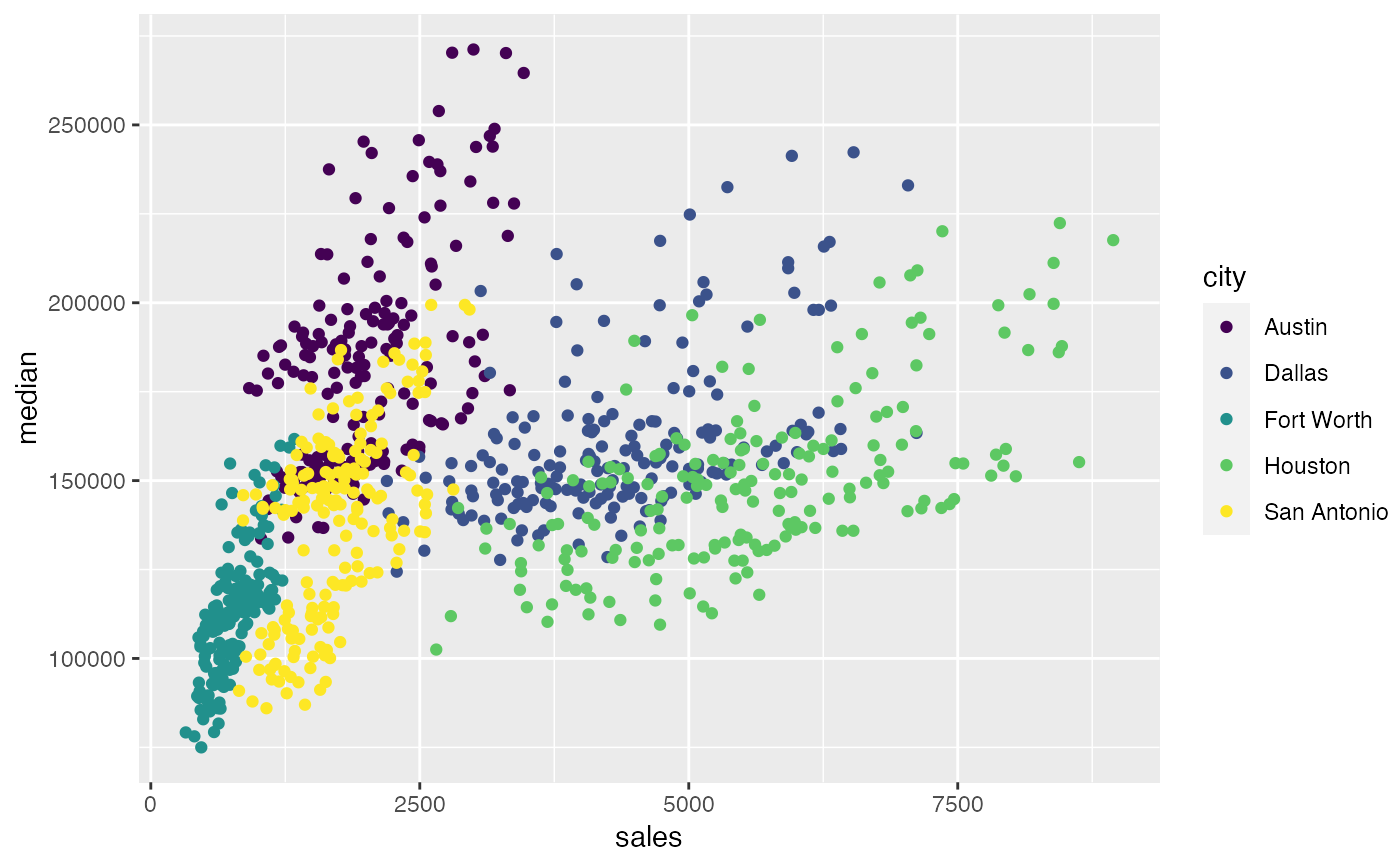 250000
200000
150000
100000
median
0
2500
5000
7500
sales
city
Austin
Dallas
Fort Worth
Houston
San Antonio